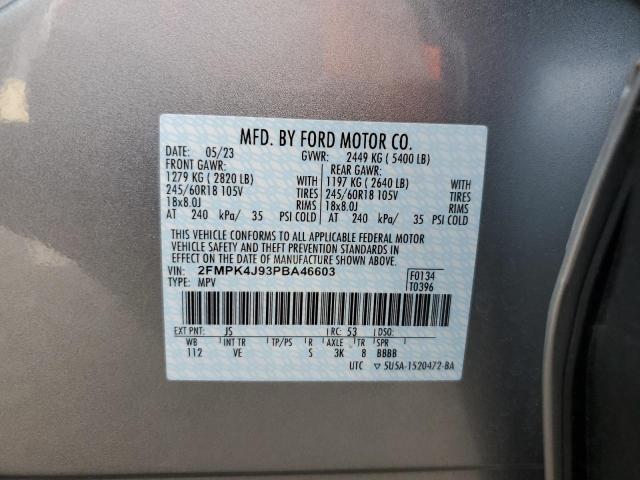 MFD. BY FORD MOTOR CO.
DATE: 05/23 GVWR: 2449 KG ( 5400 LB)
FRONT GAWR: REAR GAWR:
1279 KG ( 2820 LB) WITH 1197 KG ( 2640 LB) WITH
245/60R18 105V TIRES 245/60R18 105V TIRES
18x8.0J RIMS 18x8.0J RIMS
AT 240 kPa/ 35 PSI COLD AT 240 kPa/ 35 PSI COLD
THIS VEHICLE CONFORMS TO ALL APPLICABLE FEDERAL MOTOR
VEHICLE SAFETY AND THEFT PREVENTION STANDARDS IN EFFECT ON THE
DATE OF MANUFACTURE SHOWN ABOVE.
VIN: 2FMPK4J93PBA46603 F0134
TYPE: MPV T0396
EXT PNT: JS RC: 53 DSO:
WB INT TR TP/PS R AXLE TR SPR
112 VE S 3K 8 BBBB
UTC ▽ 5U5A-1520472-BA